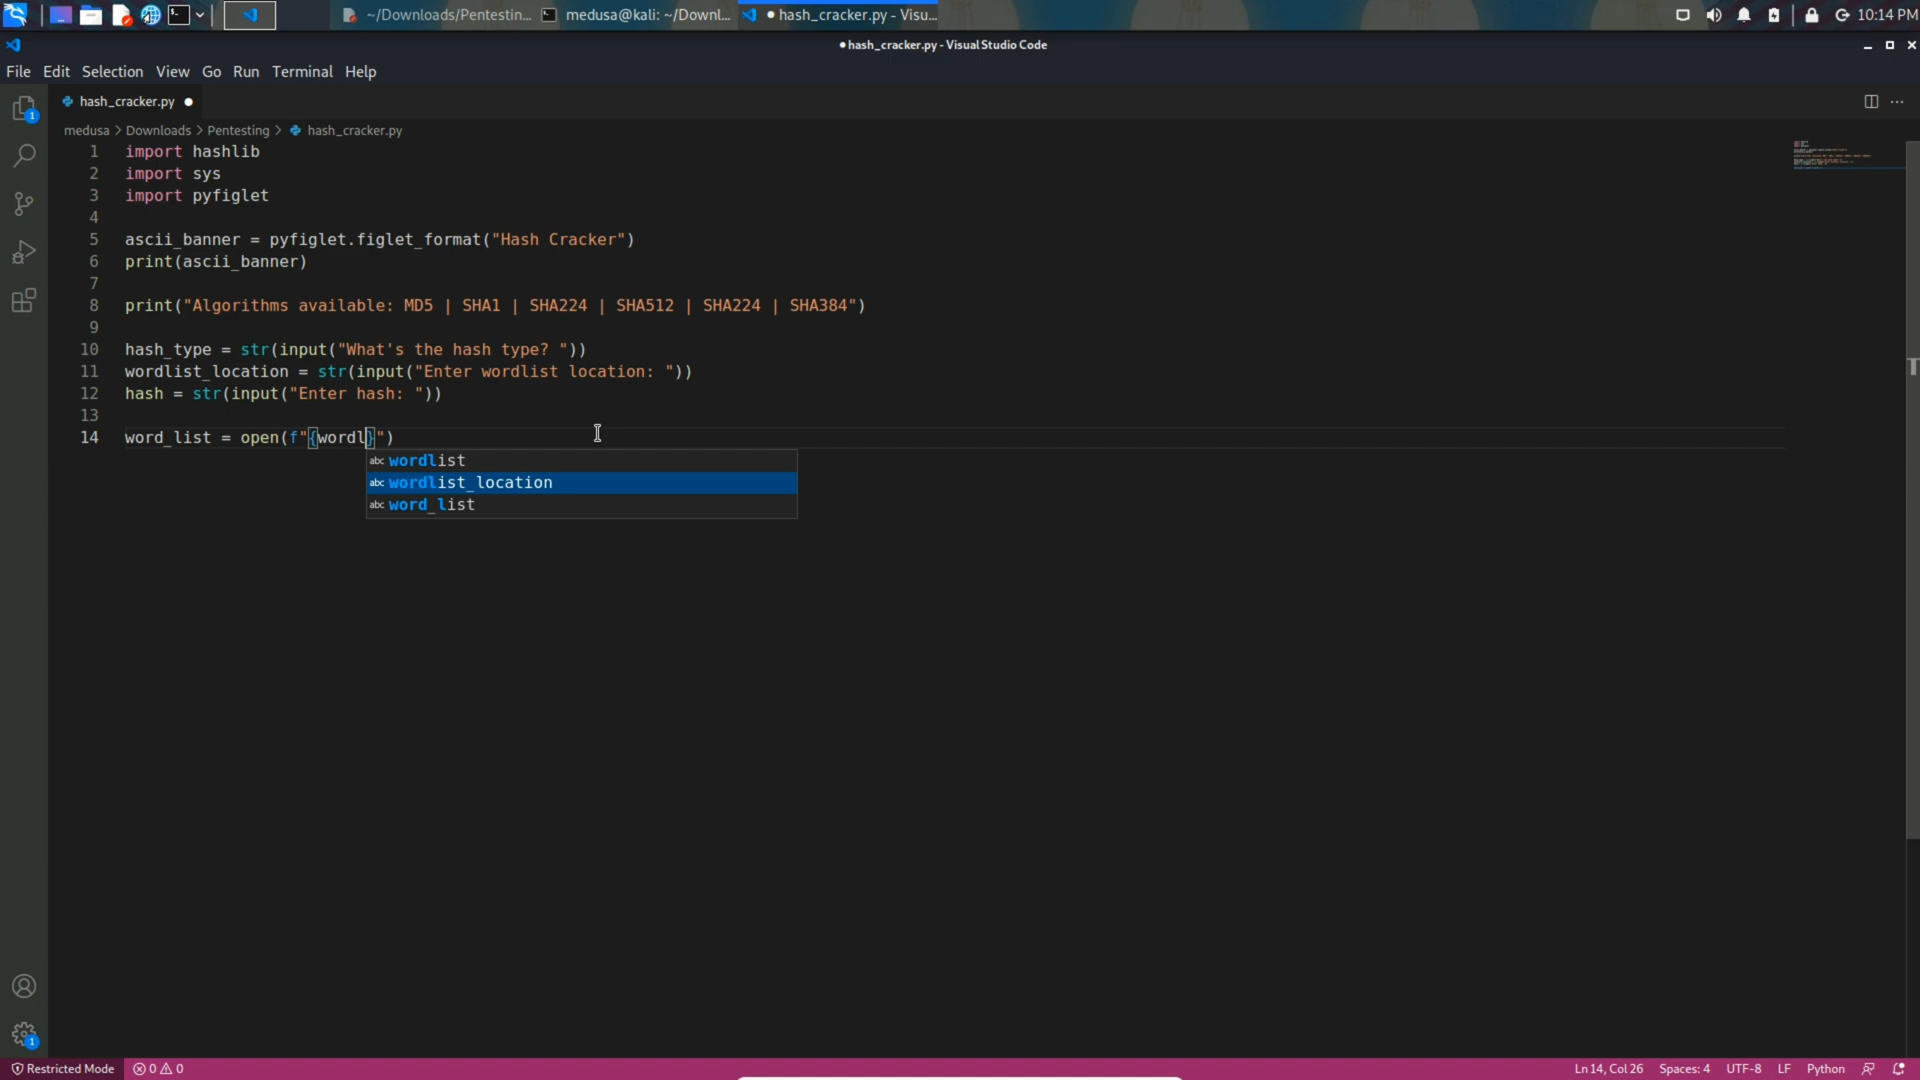 ~/Downloads/Pentestin... medusa@kali: ~/Downl... ● hash_cracker.py - Visu... 10:14 PM
● hash_cracker.py - Visual Studio Code
File Edit Selection View Go Run Terminal Help
hash_cracker.py ●
medusa > Downloads > Pentesting > hash_cracker.py
1 import hashlib
2 import sys
3 import pyfiglet
4
5 ascii_banner = pyfiglet.figlet_format("Hash Cracker")
6 print(ascii_banner)
7
8 print("Algorithms available: MD5 | SHA1 | SHA224 | SHA512 | SHA224 | SHA384")
9
10 hash_type = str(input("What's the hash type? "))
11 wordlist_location = str(input("Enter wordlist location: "))
12 hash = str(input("Enter hash: "))
13
14 word_list = open(f"{wordl}")
abc wordlist
abc wordlist_location
abc word_list
1
1
Restricted Mode 0 0 Ln 14, Col 26 Spaces: 4 UTF-8 LF Python